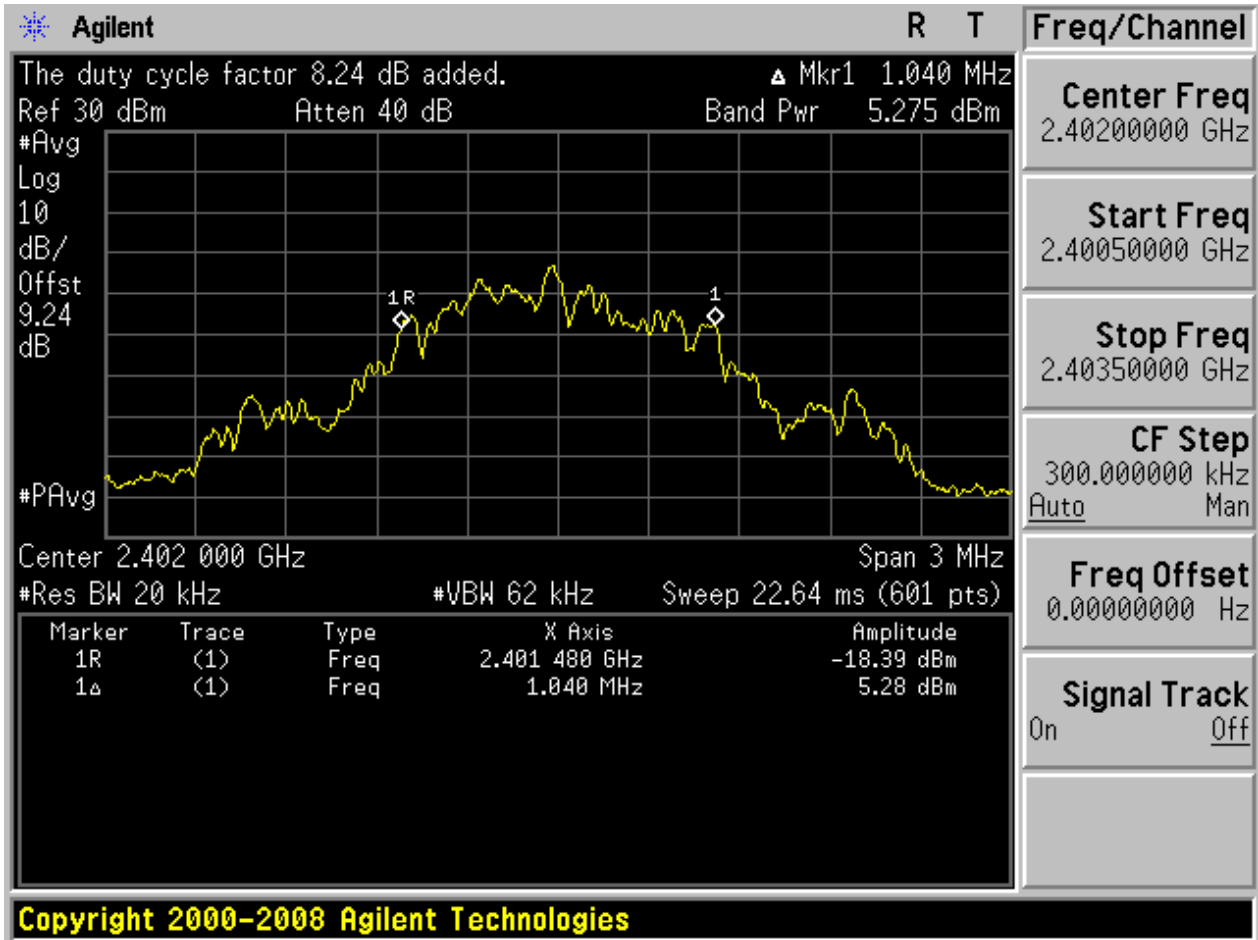 Agilent R T
The duty cycle factor 8.24 dB added. Δ Mkr1 1.040 MHz
Ref 30 dBm Atten 40 dB Band Pwr 5.275 dBm
#Avg
Log
10
dB/
Offst
9.24
dB
#PAvg
1R
1
Center 2.402 000 GHz Span 3 MHz
#Res BW 20 kHz #VBW 62 kHz Sweep 22.64 ms (601 pts)
Marker Trace Type X Axis Amplitude
1R (1) Freq 2.401 480 GHz -18.39 dBm
1Δ (1) Freq 1.040 MHz 5.28 dBm
Freq/Channel
Center Freq
2.40200000 GHz
Start Freq
2.40050000 GHz
Stop Freq
2.40350000 GHz
CF Step
300.000000 kHz
Auto Man
Freq Offset
0.00000000 Hz
Signal Track
On Off
Copyright 2000-2008 Agilent Technologies